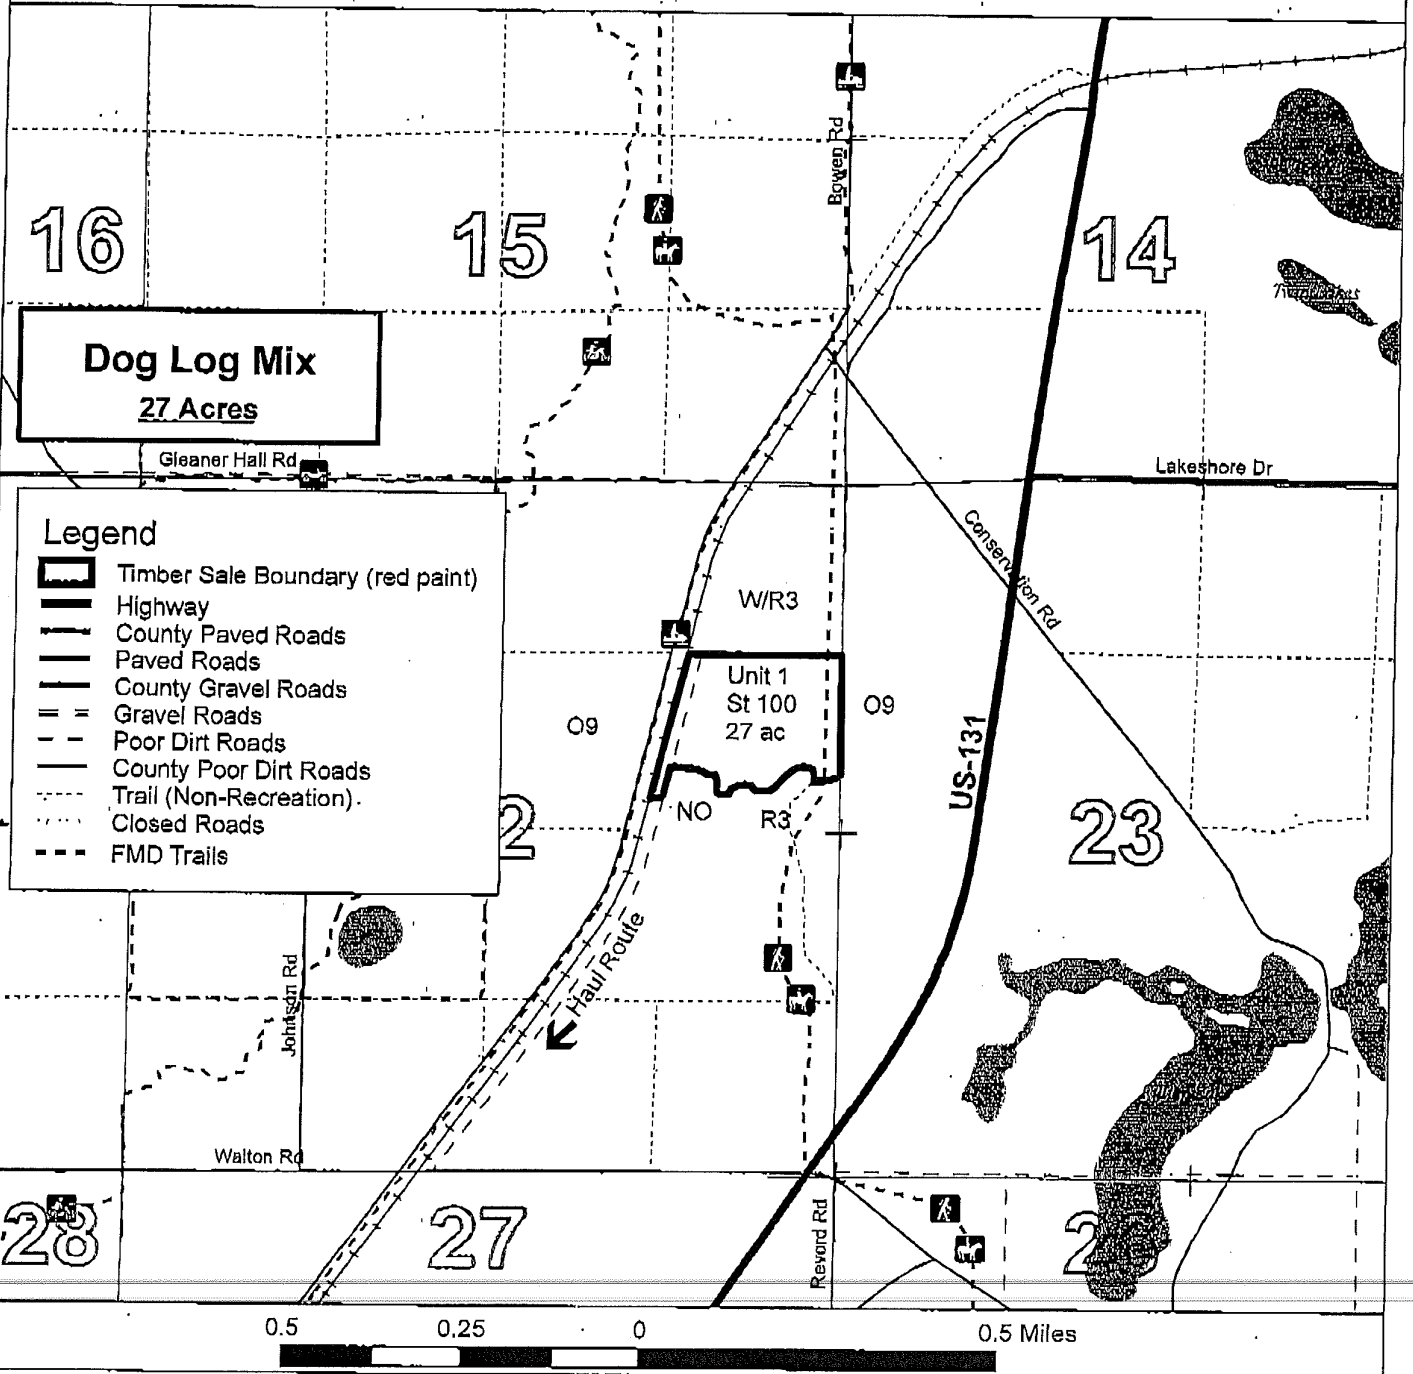 Bowen Rd
16
15
14
Twin Lakes
Dog Log Mix
27 Acres
Gleaner Hall Rd
Lakeshore Dr
Conservation Rd
Legend
Timber Sale Boundary (red paint)
Highway
County Paved Roads
Paved Roads
County Gravel Roads
Gravel Roads
Poor Dirt Roads
County Poor Dirt Roads
Trail (Non-Recreation)
Closed Roads
FMD Trails
W/R3
Unit 1
St 100
27 ac
O9
O9
US-131
NO
R3
2
23
Haul Route
Johnson Rd
Walton Rd
28
27
Revord Rd
2
0.5
0.25
0
0.5 Miles